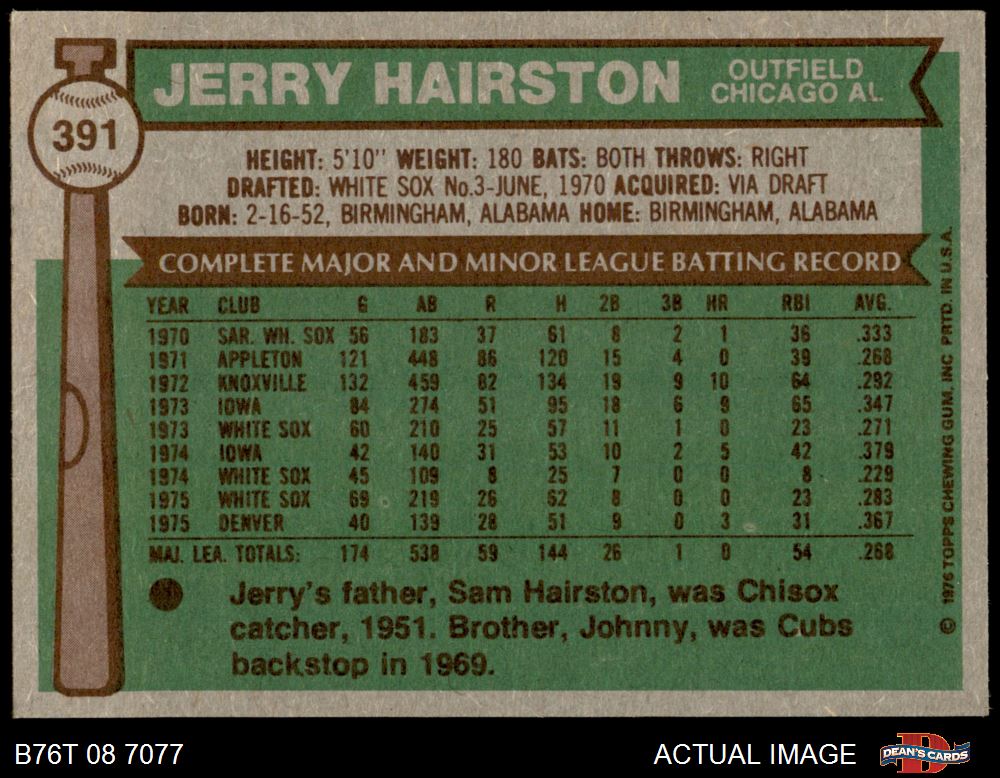 391
JERRY HAIRSTON
OUTFIELD
CHICAGO AL
HEIGHT: 5'10" WEIGHT: 180 BATS: BOTH THROWS: RIGHT
DRAFTED: WHITE SOX No.3-JUNE, 1970 ACQUIRED: VIA DRAFT
BORN: 2-16-52, BIRMINGHAM, ALABAMA HOME: BIRMINGHAM, ALABAMA
COMPLETE MAJOR AND MINOR LEAGUE BATTING RECORD
YEAR CLUB G AB R H 2B 3B HR RBI AVG.
1970 SAR. WH. SOX 56 183 37 61 8 2 1 36 .333
1971 APPLETON 121 448 86 120 15 4 0 39 .268
1972 KNOXVILLE 132 459 82 134 19 9 10 64 .292
1973 IOWA 84 274 51 95 18 6 9 65 .347
1973 WHITE SOX 60 210 25 57 11 1 0 23 .271
1974 IOWA 42 140 31 53 10 2 5 42 .379
1974 WHITE SOX 45 109 8 25 7 0 0 8 .229
1975 WHITE SOX 69 219 26 62 8 0 0 23 .283
1975 DENVER 40 139 28 51 9 0 3 31 .367
MAJ. LEA. TOTALS: 174 538 59 144 26 1 0 54 .268
Jerry's father, Sam Hairston, was Chisox
catcher, 1951. Brother, Johnny, was Cubs
backstop in 1969.
© 1976 TOPPS CHEWING GUM, INC. PRTD. IN U.S.A.
B76T 08 7077
ACTUAL IMAGE
DEAN'S CARDS